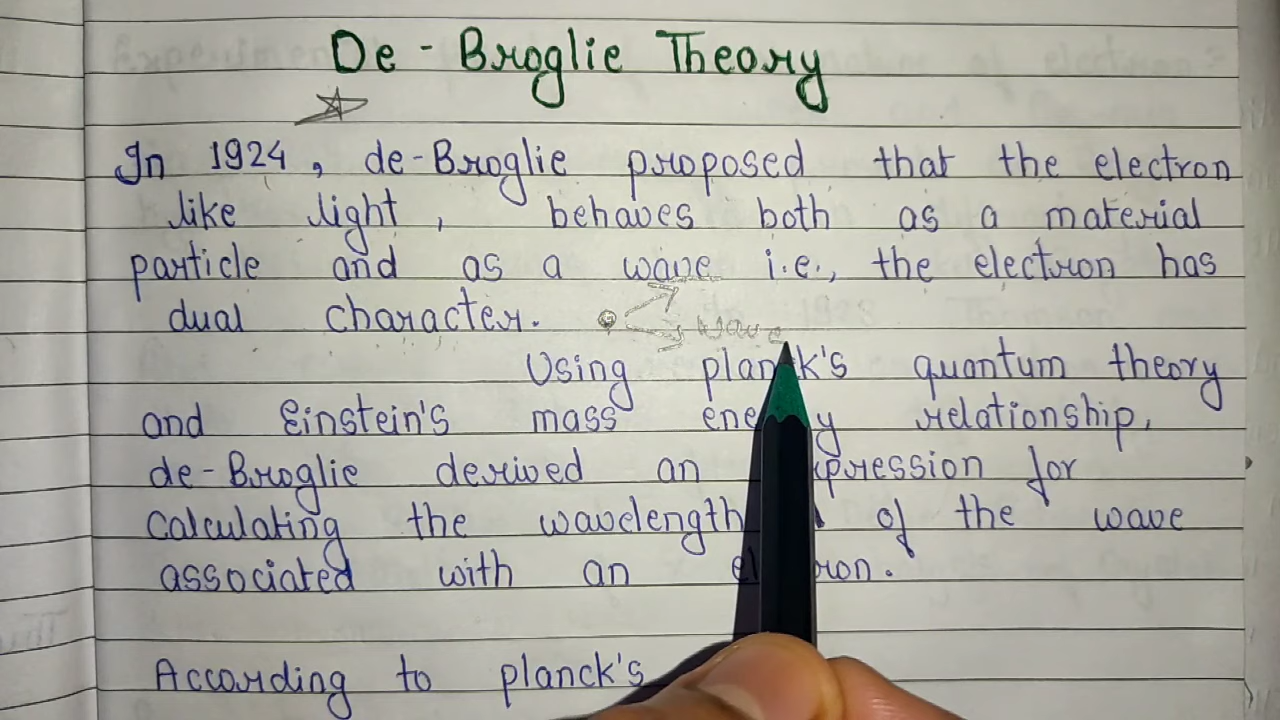 De - Broglie Theory
In 1924, de-Broglie proposed that the electron
like light, behaves both as a material
particle and as a wave i.e., the electron has
dual character.
wave
Using planck's quantum theory
and Einstein's mass relationship,
de-Broglie derived an for
calculating the wavelength of the wave
associated with an
According to planck's